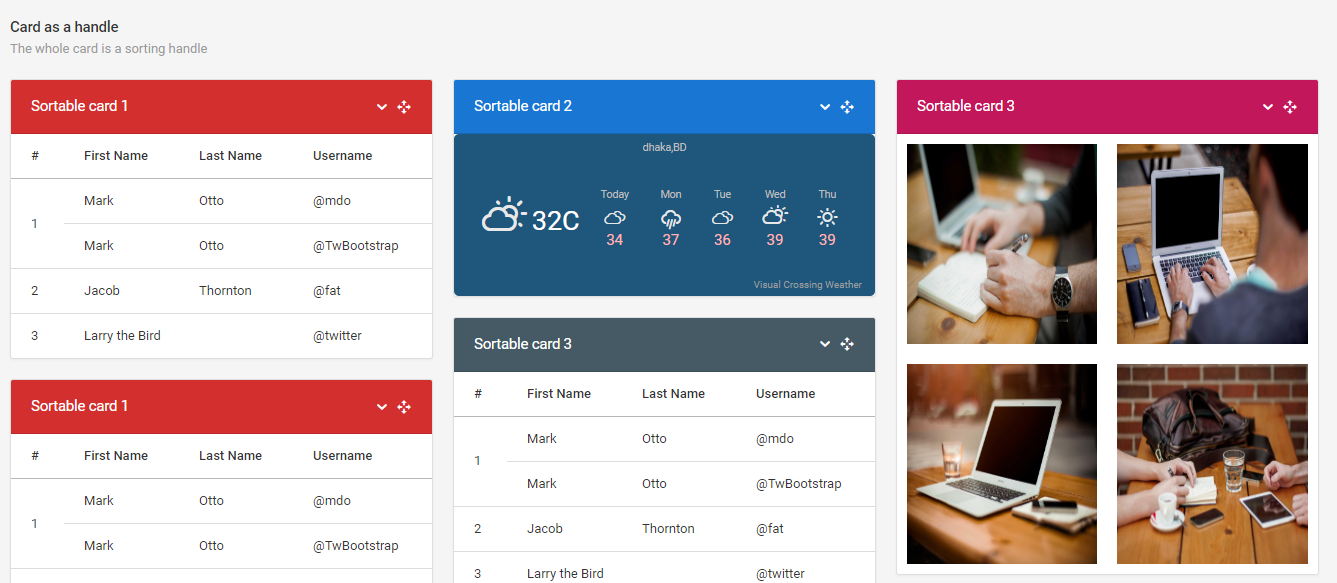 Card as a handle
The whole card is a sorting handle
Sortable card 1
# First Name Last Name Username
Mark Otto @mdo
1
Mark Otto @TwBootstrap
2 Jacob Thornton @fat
3 Larry the Bird @twitter
Sortable card 1
# First Name Last Name Username
Mark Otto @mdo
1
Mark Otto @TwBootstrap
Sortable card 2
dhaka,BD
Today Mon Tue Wed Thu
32C
34 37 36 39 39
Visual Crossing Weather
Sortable card 3
# First Name Last Name Username
Mark Otto @mdo
1
Mark Otto @TwBootstrap
2 Jacob Thornton @fat
3 Larry the Bird @twitter
Sortable card 3